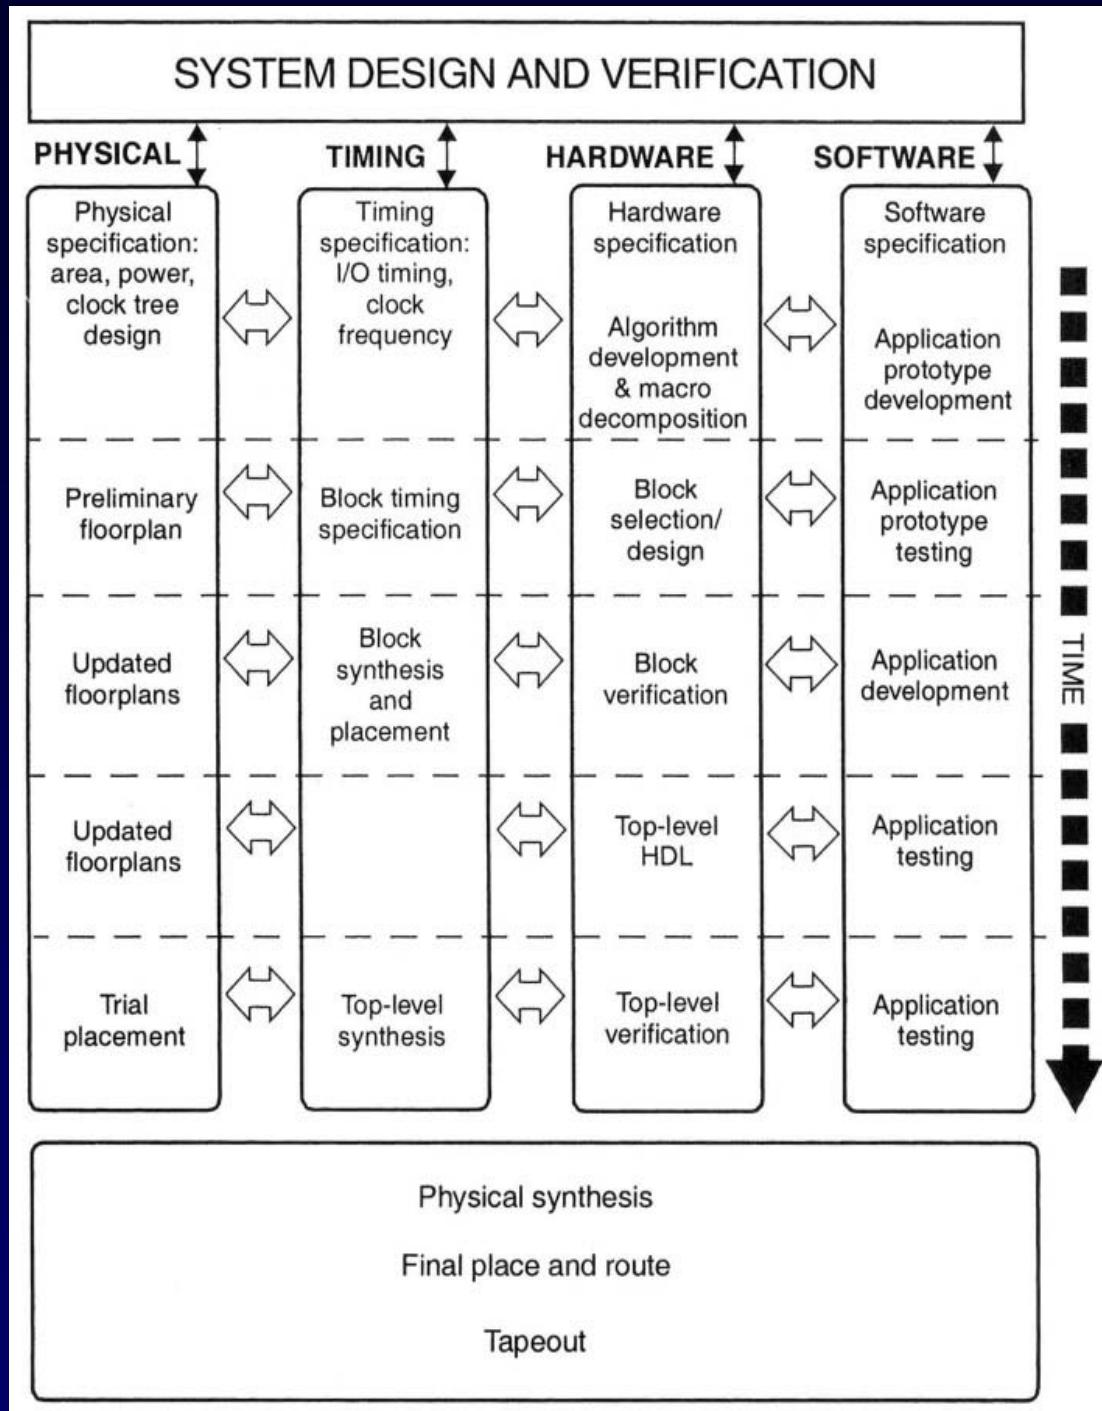 SYSTEM DESIGN AND VERIFICATION
PHYSICAL
TIMING
HARDWARE
SOFTWARE
Physical
specification:
area, power,
clock tree
design
Timing
specification:
I/O timing,
clock
frequency
Hardware
specification
Algorithm
development
& macro
decomposition
Software
specification
Application
prototype
development
Preliminary
floorplan
Block timing
specification
Block
selection/
design
Application
prototype
testing
Updated
floorplans
Block
synthesis
and
placement
Block
verification
Application
development
Updated
floorplans
Top-level
HDL
Application
testing
Trial
placement
Top-level
synthesis
Top-level
verification
Application
testing
TIME
Physical synthesis
Final place and route
Tapeout